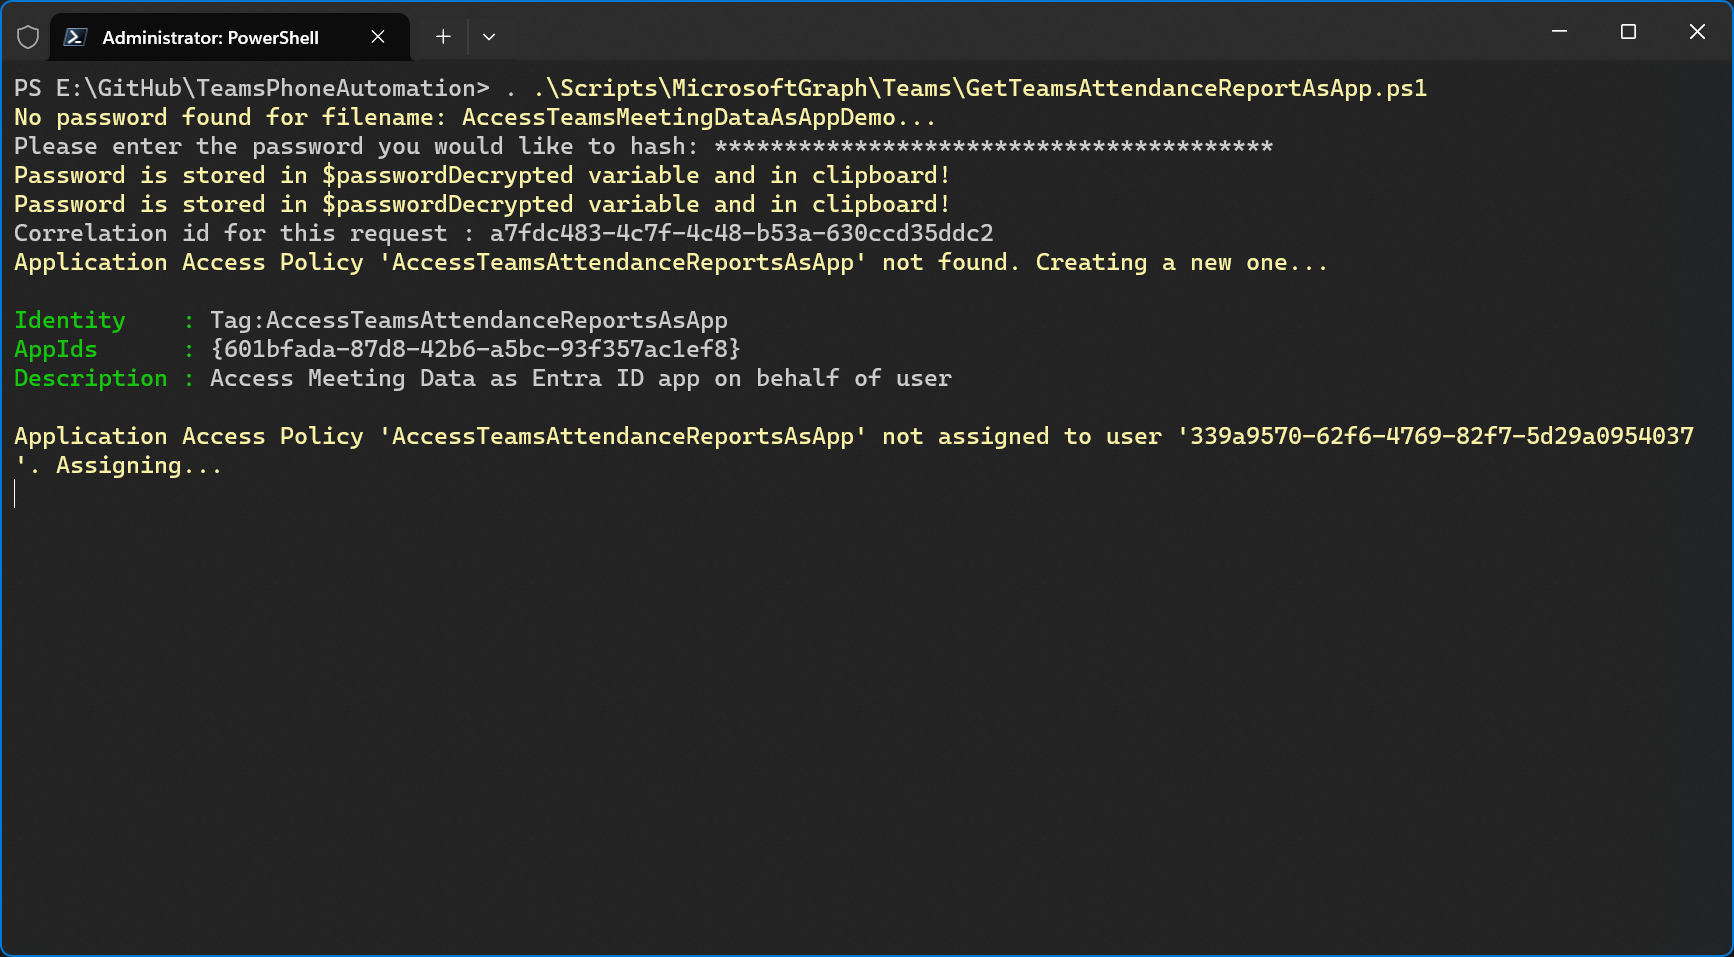 Administrator: PowerShell
PS E:\GitHub\TeamsPhoneAutomation> . .\Scripts\MicrosoftGraph\Teams\GetTeamsAttendanceReportAsApp.ps1
No password found for filename: AccessTeamsMeetingDataAsAppDemo...
Please enter the password you would like to hash: ****************************************
Password is stored in $passwordDecrypted variable and in clipboard!
Password is stored in $passwordDecrypted variable and in clipboard!
Correlation id for this request : a7fdc483-4c7f-4c48-b53a-630ccd35ddc2
Application Access Policy 'AccessTeamsAttendanceReportsAsApp' not found. Creating a new one...
Identity    : Tag:AccessTeamsAttendanceReportsAsApp
AppIds      : {601bfada-87d8-42b6-a5bc-93f357ac1ef8}
Description : Access Meeting Data as Entra ID app on behalf of user
Application Access Policy 'AccessTeamsAttendanceReportsAsApp' not assigned to user '339a9570-62f6-4769-82f7-5d29a0954037
'. Assigning...